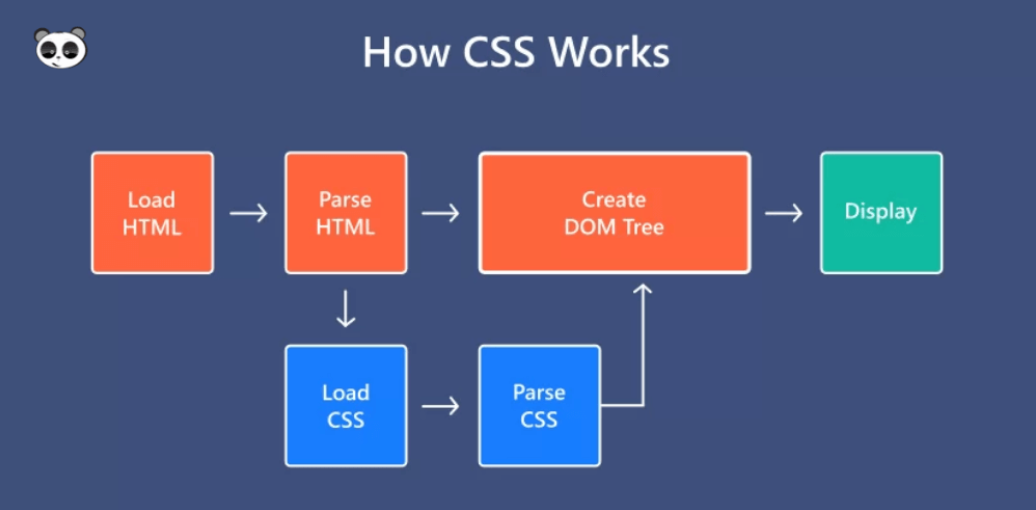 How CSS Works
Load
HTML
Parse
HTML
Create
DOM Tree
Display
Load
CSS
Parse
CSS